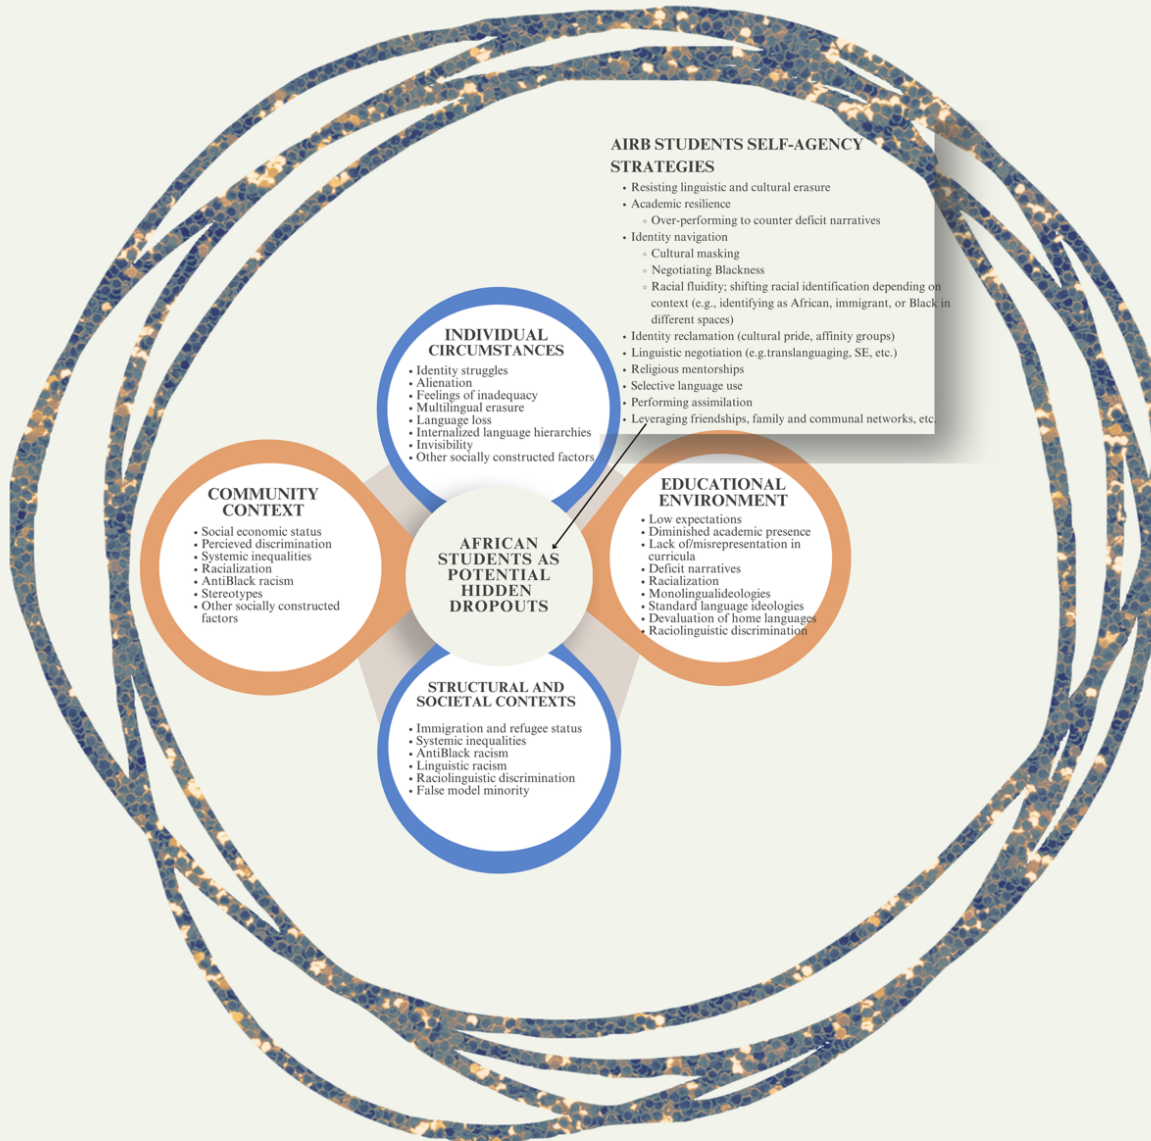 AIRB STUDENTS SELF-AGENCY
STRATEGIES
• Resisting linguistic and cultural erasure
• Academic resilience
◦ Over-performing to counter deficit narratives
• Identity navigation
◦ Cultural masking
◦ Negotiating Blackness
◦ Racial fluidity; shifting racial identification depending on
context (e.g., identifying as African, immigrant, or Black in
different spaces)
• Identity reclamation (cultural pride, affinity groups)
• Linguistic negotiation (e.g.translanguaging, SE, etc.)
• Religious mentorships
• Selective language use
• Performing assimilation
• Leveraging friendships, family and communal networks, etc.
INDIVIDUAL
CIRCUMSTANCES
• Identity struggles
• Alienation
• Feelings of inadequacy
• Multilingual erasure
• Language loss
• Internalized language hierarchies
• Invisibility
• Other socially constructed factors
COMMUNITY
CONTEXT
• Social economic status
• Percieved discrimination
• Systemic inequalities
• Racialization
• AntiBlack racism
• Stereotypes
• Other socially constructed
factors
AFRICAN
STUDENTS AS
POTENTIAL
HIDDEN
DROPOUTS
EDUCATIONAL
ENVIRONMENT
• Low expectations
• Diminished academic presence
• Lack of/misrepresentation in
curricula
• Deficit narratives
• Racialization
• Monolingualideologies
• Standard language ideologies
• Devaluation of home languages
• Raciolinguistic discrimination
STRUCTURAL AND
SOCIETAL CONTEXTS
• Immigration and refugee status
• Systemic inequalities
• AntiBlack racism
• Linguistic racism
• Raciolinguistic discrimination
• False model minority